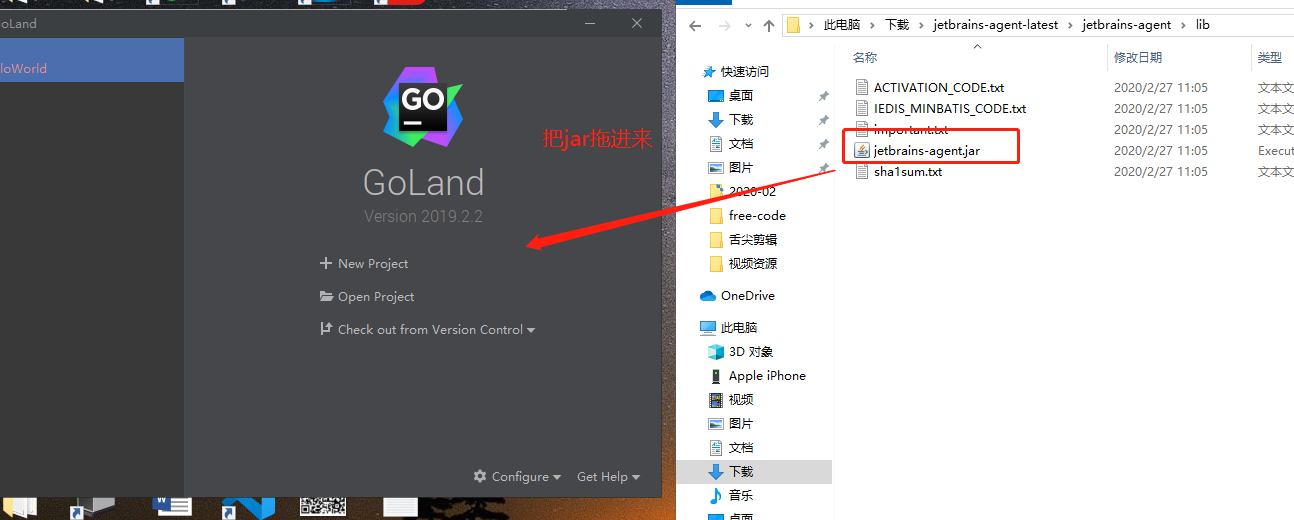 GoLand
loWorld
GO
把jar拖进来
GoLand
Version 2019.2.2
New Project
Open Project
Check out from Version Control
Configure
Get Help
此电脑
下载
jetbrains-agent-latest
jetbrains-agent
lib
名称
修改日期
类型
快速访问
桌面
下载
文档
图片
2020-02
free-code
舌尖剪辑
视频资源
OneDrive
此电脑
3D 对象
Apple iPhone
视频
图片
文档
下载
音乐
桌面
ACTIVATION_CODE.txt 2020/2/27 11:05 文本文
IEDIS_MINBATIS_CODE.txt 2020/2/27 11:05 文本文
important.txt 2020/2/27 11:05 文本文
jetbrains-agent.jar 2020/2/27 11:05 Execut
sha1sum.txt 2020/2/27 11:05 文本文